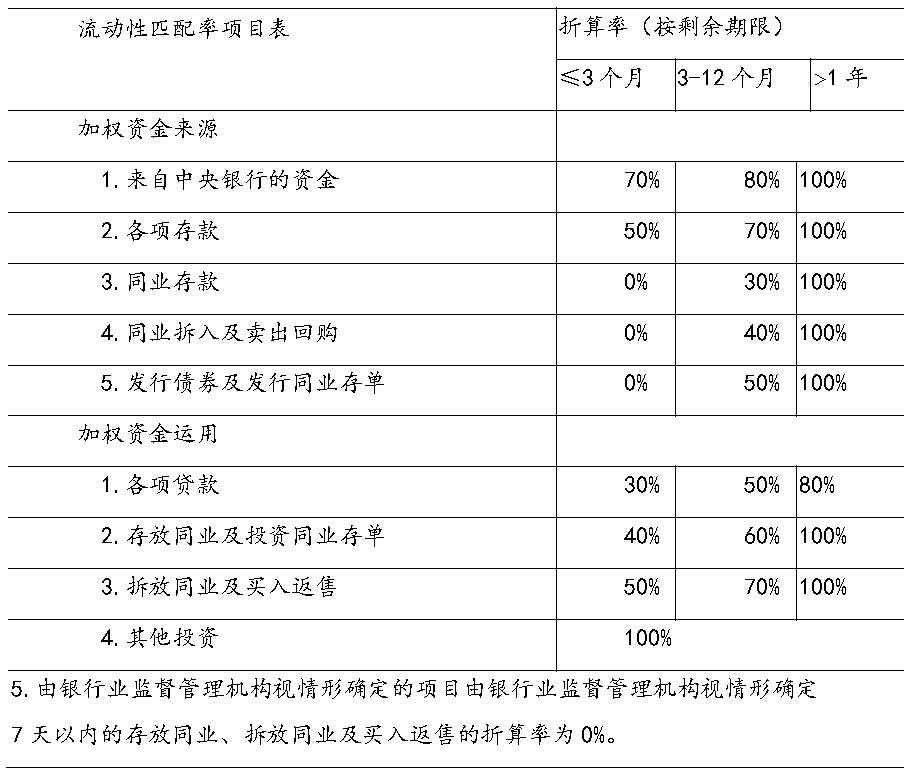 流动性匹配率项目表 折算率（按剩余期限）
≤3个月 3-12个月 >1年
加权资金来源
1.来自中央银行的资金 70% 80% 100%
2.各项存款 50% 70% 100%
3.同业存款 0% 30% 100%
4.同业拆入及卖出回购 0% 40% 100%
5.发行债券及发行同业存单 0% 50% 100%
加权资金运用
1.各项贷款 30% 50% 80%
2.存放同业及投资同业存单 40% 60% 100%
3.拆放同业及买入返售 50% 70% 100%
4.其他投资 100%
5.由银行业监督管理机构视情形确定的项目由银行业监督管理机构视情形确定
7天以内的存放同业、拆放同业及买入返售的折算率为0%。